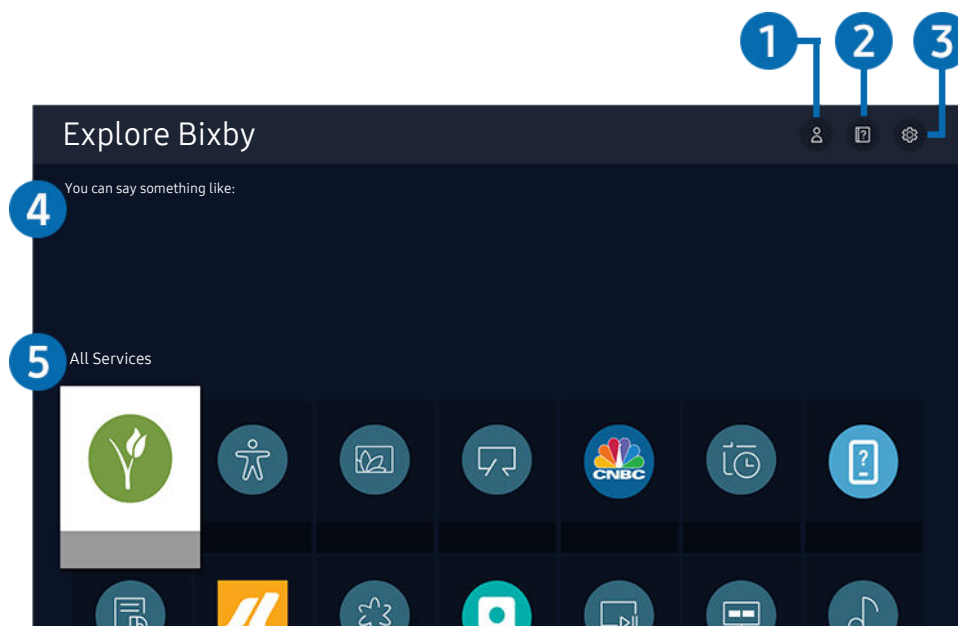 1 2 3
Explore Bixby
?
4
You can say something like:
5
All Services
CNBC
?